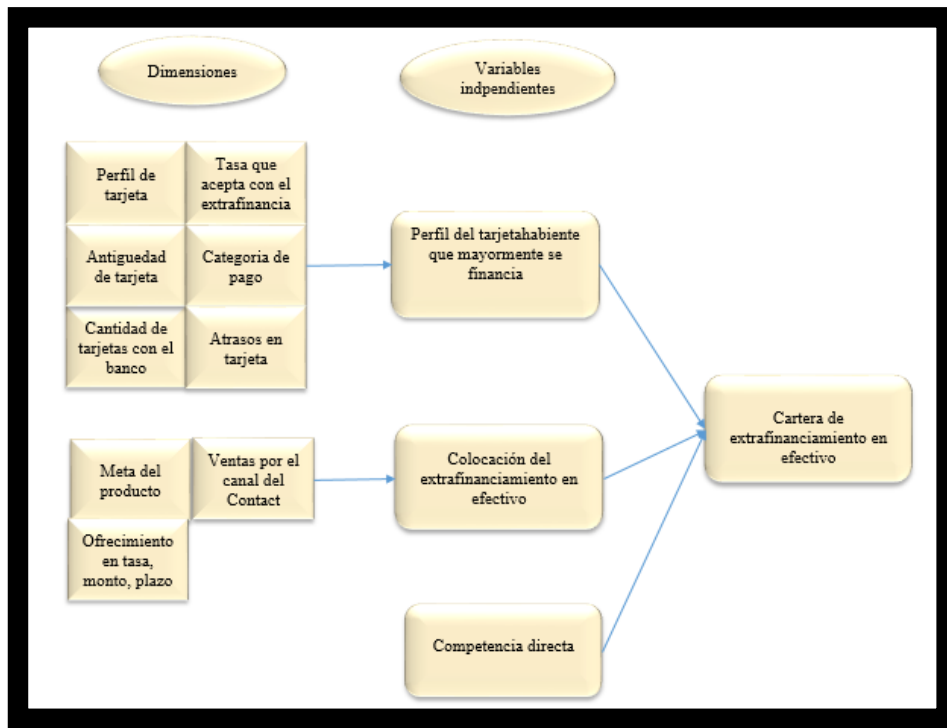 Dimensiones
Variables
indpendientes
Perfil de
tarjeta
Tasa que
acepta con el
extrafinancia
Antiguedad
de tarjeta
Categoria de
pago
Cantidad de
tarjetas con el
banco
Atrasos en
tarjeta
Perfil del tarjetahabiente
que mayormente se
financia
Meta del
producto
Ventas por el
canal del
Contact
Ofrecimiento
en tasa,
monto, plazo
Colocación del
extrafinanciamiento en
efectivo
Competencia directa
Cartera de
extrafinanciamiento en
efectivo